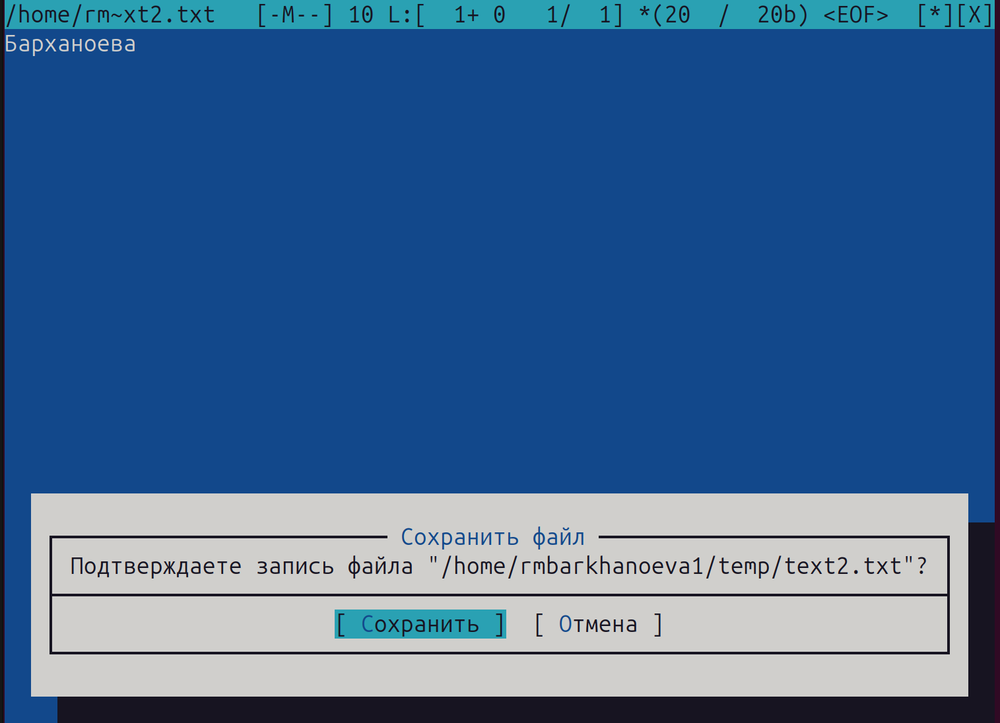 /home/rm~xt2.txt   [-M--] 10 L:[  1+ 0   1/  1] *(20  /  20b) <EOF>  [*][X]
Барханоева
Сохранить файл
Подтверждаете запись файла "/home/rmbarkhanoeva1/temp/text2.txt"?
[ Сохранить ]  [ Отмена ]